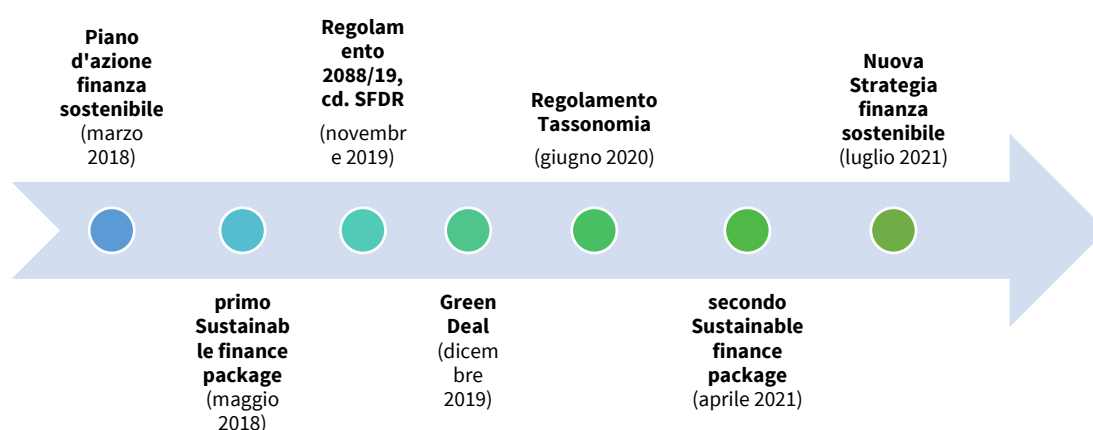 Piano
d'azione
finanza
sostenibile
(marzo
2018)
primo
Sustainab
le finance
package
(maggio
2018)
Regolam
ento
2088/19,
cd. SFDR
(novembr
e 2019)
Green
Deal
(dicem
bre
2019)
Regolamento
Tassonomia
(giugno 2020)
secondo
Sustainable
finance
package
(aprile 2021)
Nuova
Strategia
finanza
sostenibile
(luglio 2021)